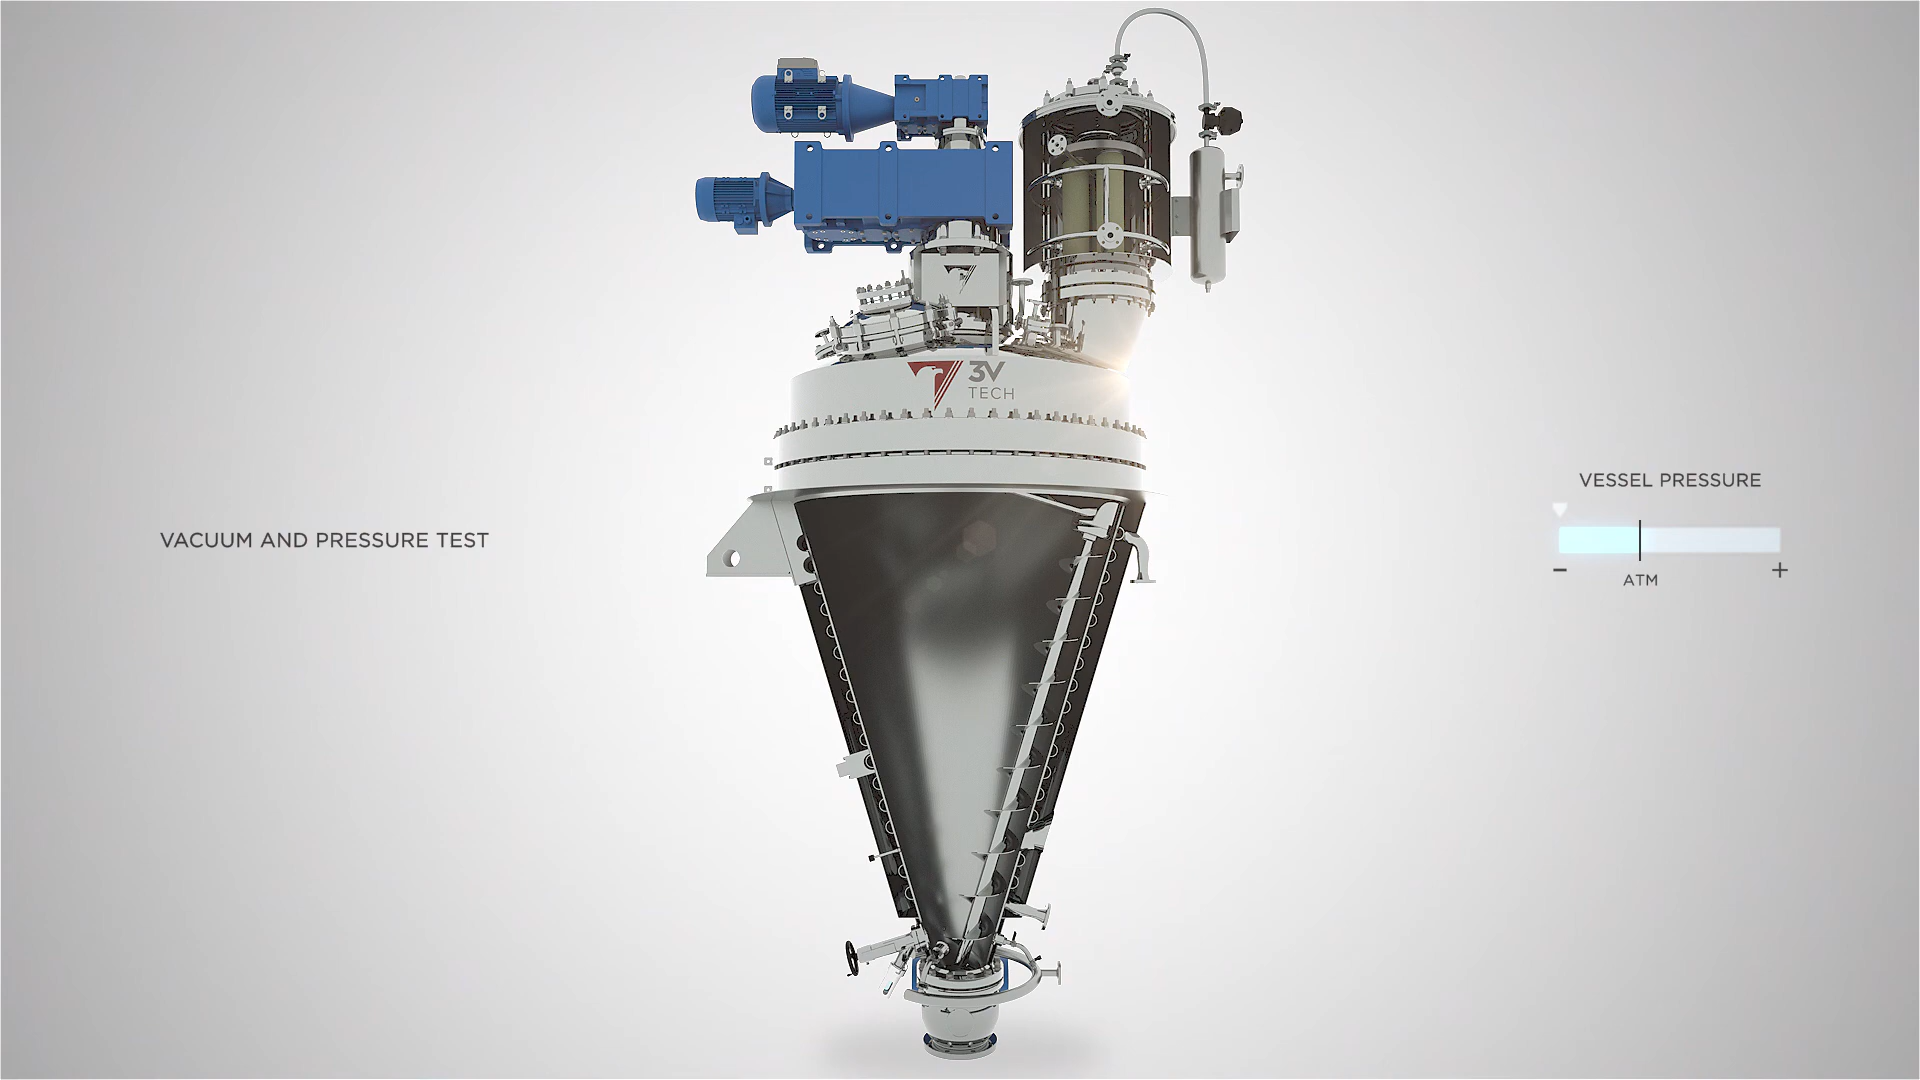 3V
TECH
VACUUM AND PRESSURE TEST
VESSEL PRESSURE
− +
ATM